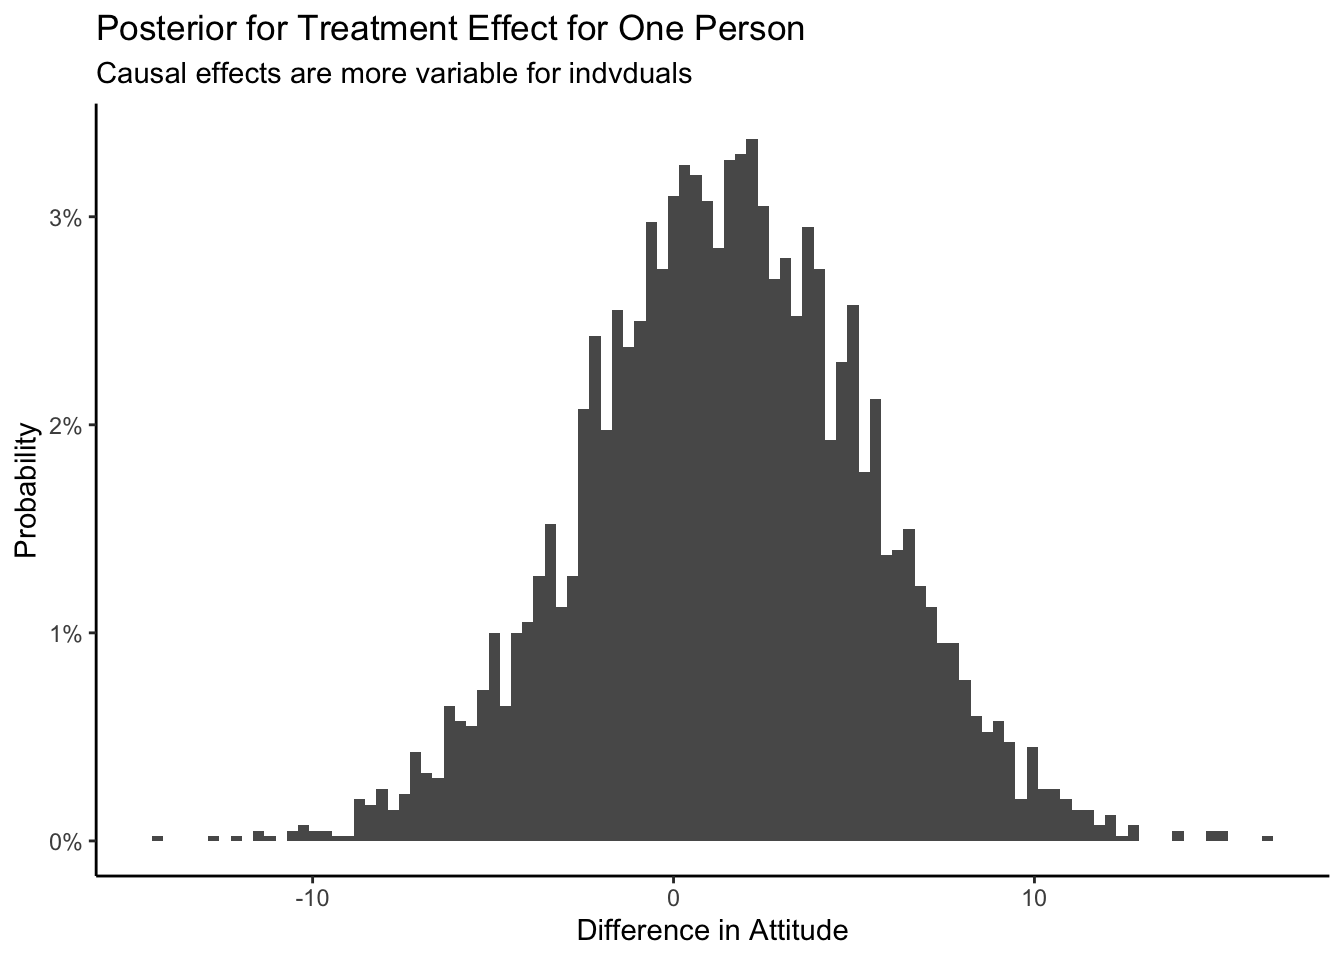 Posterior for Treatment Effect for One Person
Causal effects are more variable for indvduals
3%
2%
1%
0%
Probability
-10
0
10
Difference in Attitude